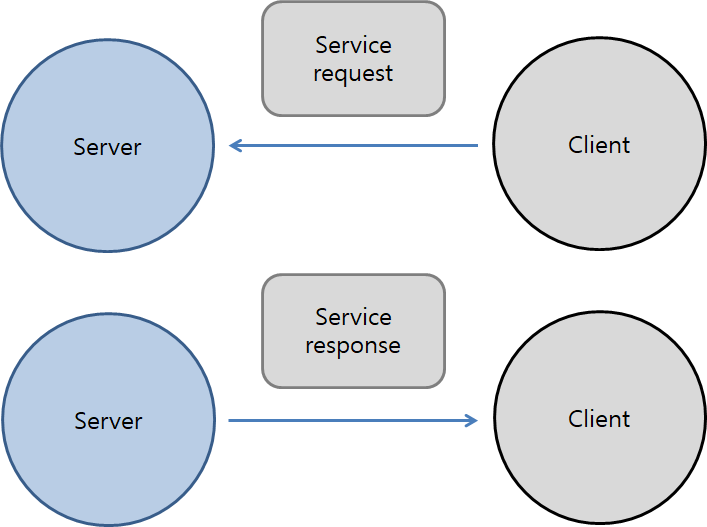 Service
request
Server
Client
Service
response
Server
Client